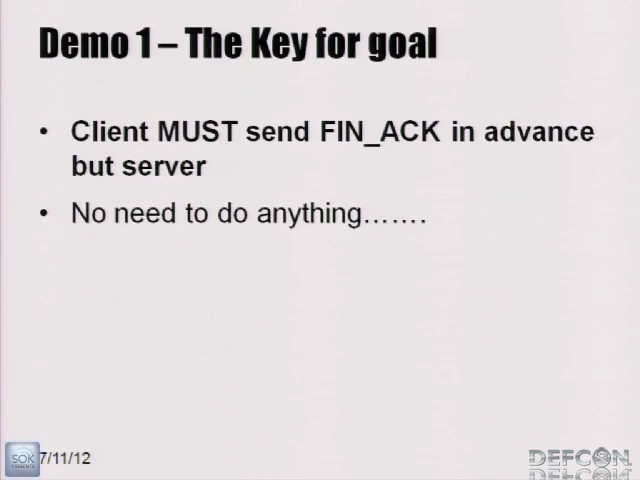 Demo 1 – The Key for goal
• Client MUST send FIN_ACK in advance
but server
• No need to do anything…….
SOK
7/11/12
DEFCON